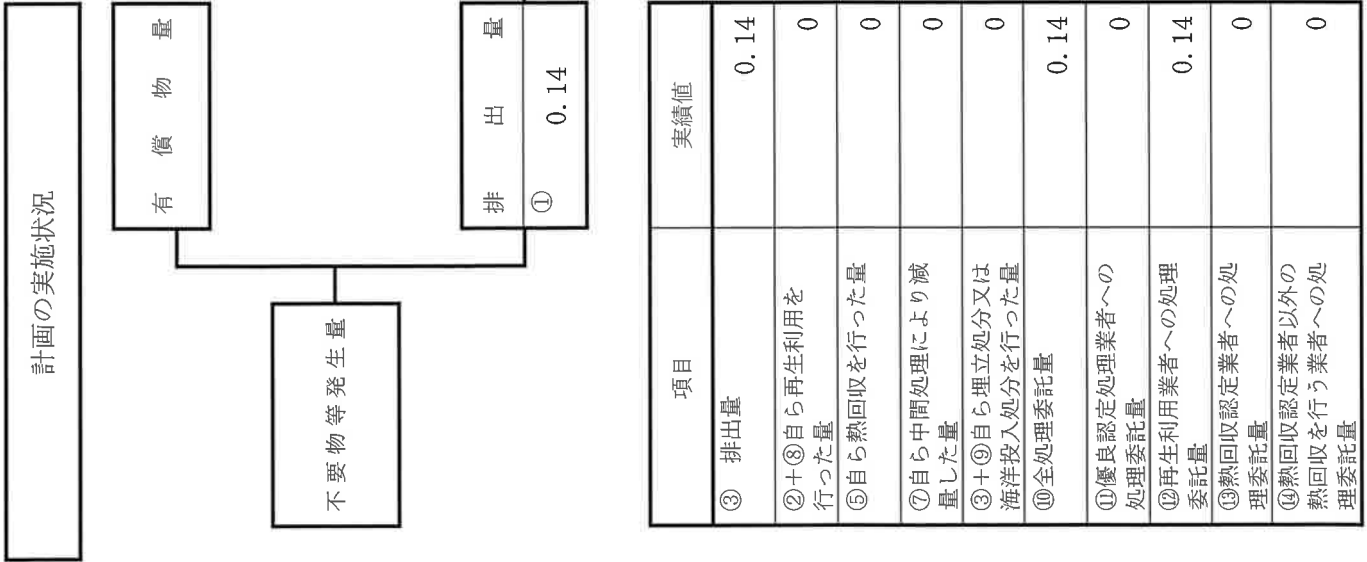 計画の実施状況
不要物等発生量
有償物量
排出量
① 0.14
項目 実績値
③ 排出量 0.14
②+⑧自ら再生利用を
行った量 0
⑤自ら熱回収を行った量 0
⑦自ら中間処理により減
量した量 0
③+⑨自ら埋立処分又は
海洋投入処分を行った量 0
⑩全処理委託量 0.14
⑪優良認定処理業者への
処理委託量 0
⑫再生利用業者への処理
委託量 0.14
⑬熱回収認定業者への処
理委託量 0
⑭熱回収認定業者以外の
熱回収を行う業者への処
理委託量 0